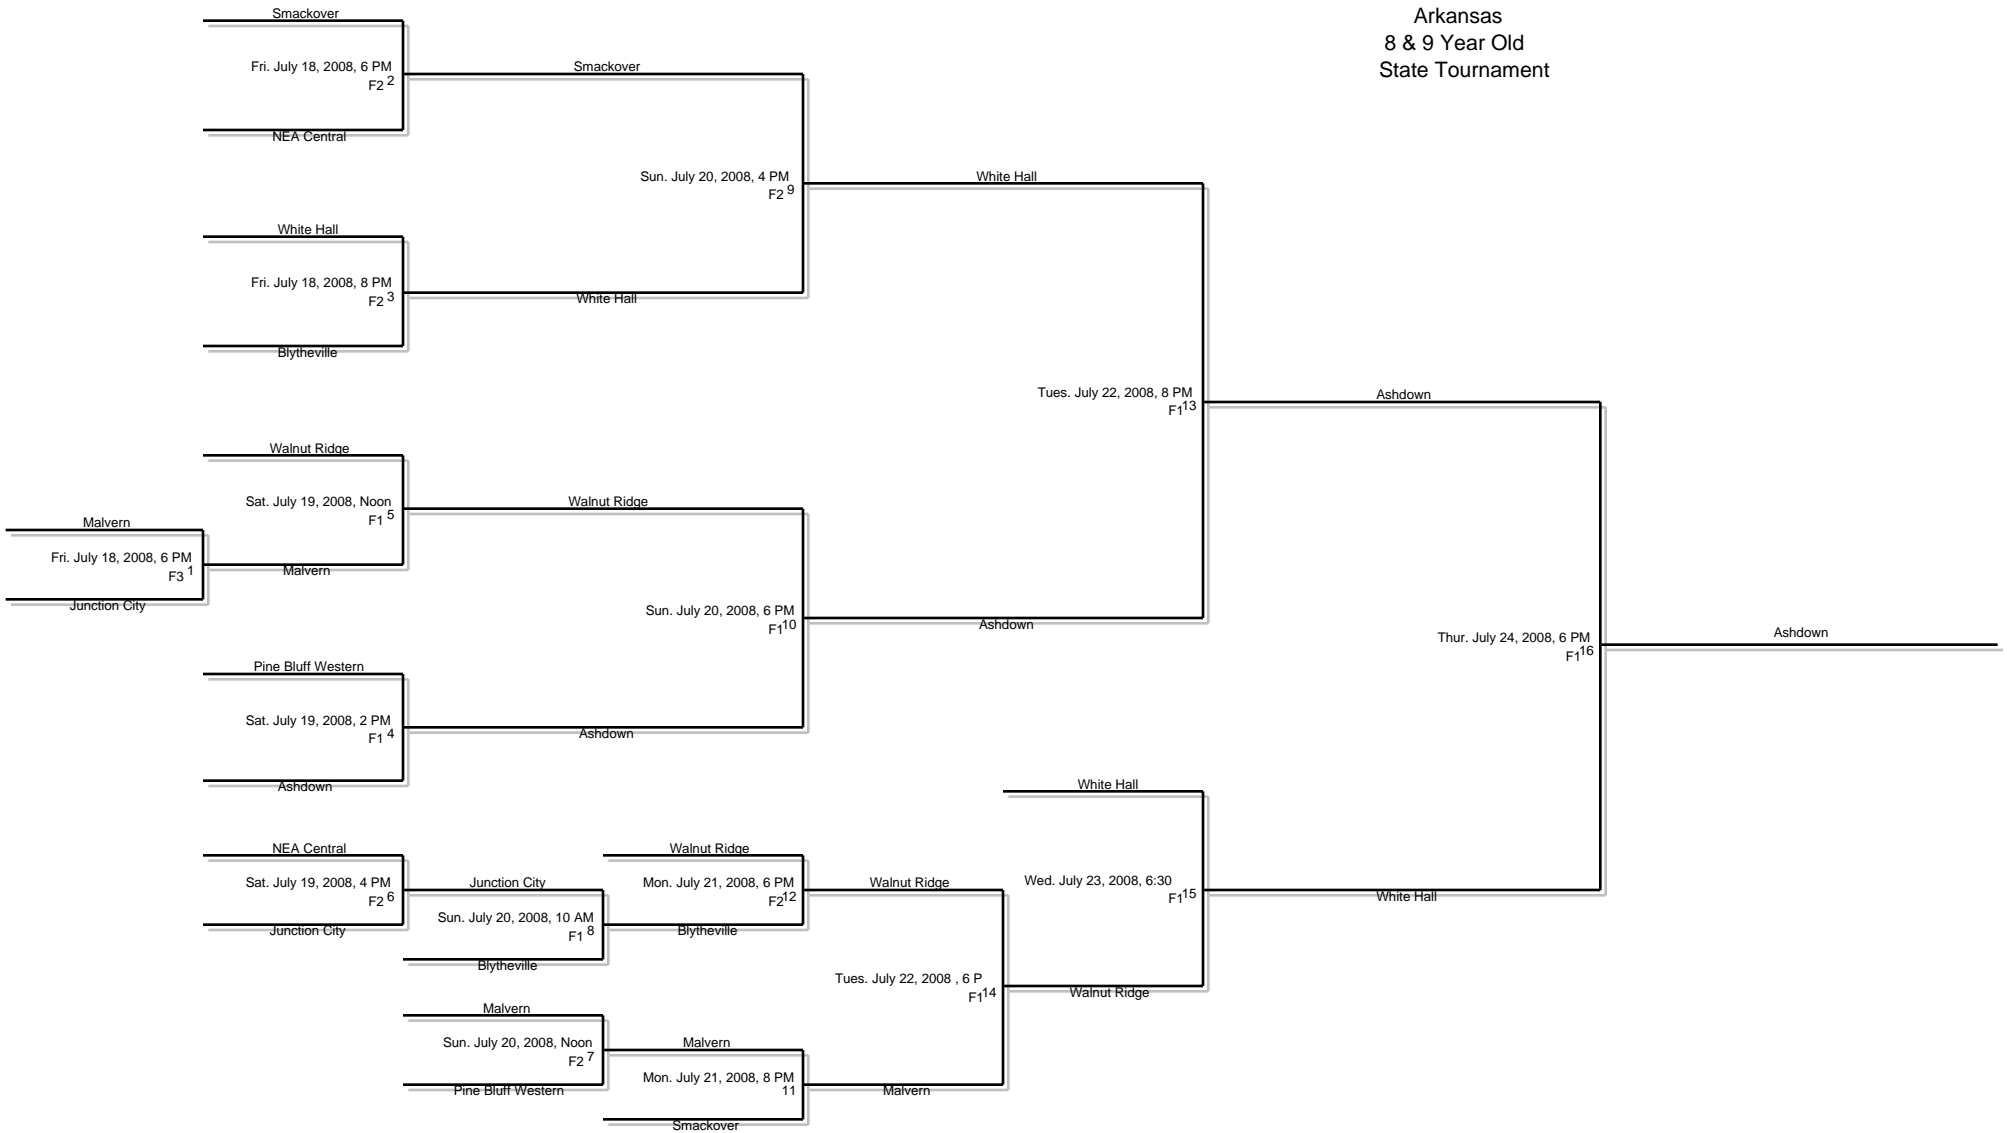 Arkansas
8 & 9 Year Old
State Tournament
Smackover
Fri. July 18, 2008, 6 PM
F2 2
NEA Central
Smackover
Sun. July 20, 2008, 4 PM
F2 9
White Hall
White Hall
Fri. July 18, 2008, 8 PM
F2 3
White Hall
Blytheville
Tues. July 22, 2008, 8 PM
F1 13
Ashdown
Walnut Ridge
Sat. July 19, 2008, Noon
F1 5
Walnut Ridge
Malvern
Fri. July 18, 2008, 6 PM
F3 1
Malvern
Junction City
Sun. July 20, 2008, 6 PM
F1 10
Ashdown
Thur. July 24, 2008, 6 PM
F1 16
Ashdown
Pine Bluff Western
Sat. July 19, 2008, 2 PM
F1 4
Ashdown
Ashdown
White Hall
NEA Central
Sat. July 19, 2008, 4 PM
F2 6
Junction City
Junction City
Sun. July 20, 2008, 10 AM
F1 8
Blytheville
Walnut Ridge
Mon. July 21, 2008, 6 PM
F2 12
Blytheville
Walnut Ridge
Wed. July 23, 2008, 6:30
F1 15
White Hall
Tues. July 22, 2008 , 6 P
F1 14
Walnut Ridge
Malvern
Sun. July 20, 2008, Noon
F2 7
Pine Bluff Western
Malvern
Mon. July 21, 2008, 8 PM
11
Malvern
Smackover